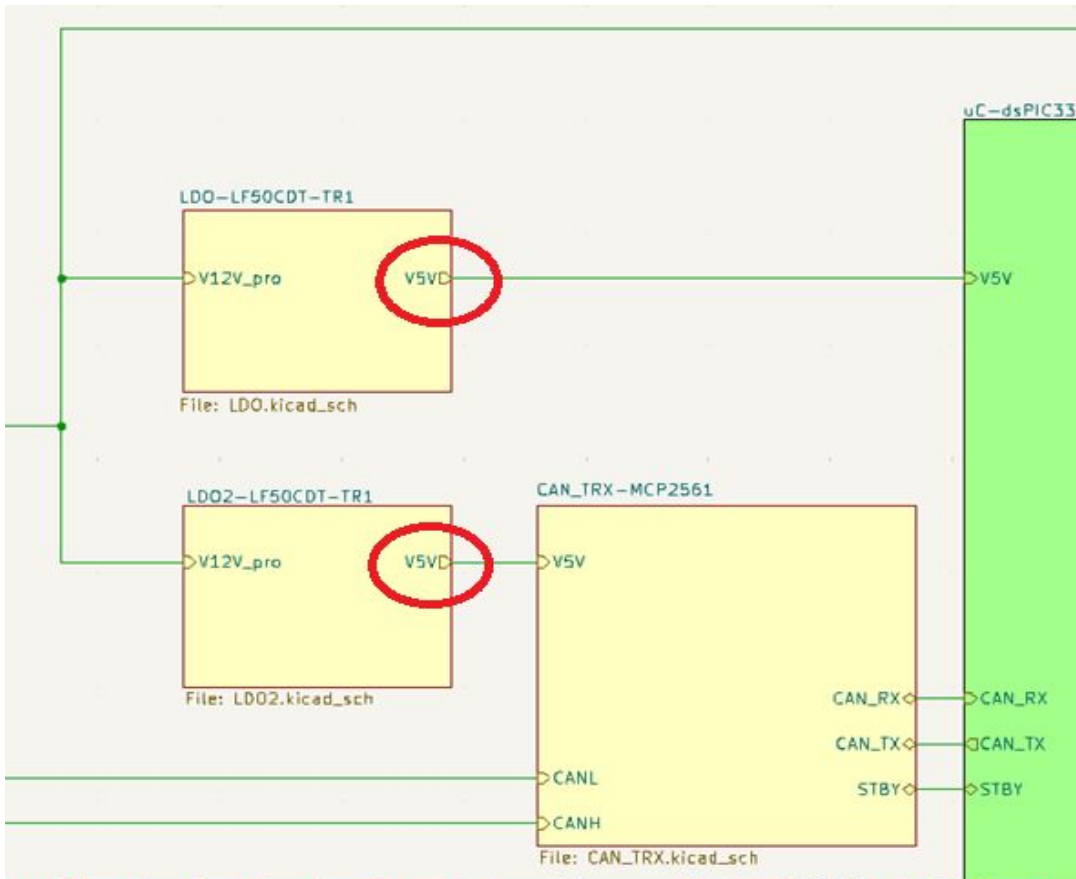 uC-dsPIC33
LDO-LF50CDT-TR1
V12V_pro
V5V
V5V
File: LDO.kicad_sch
LDO2-LF50CDT-TR1
CAN_TRX-MCP2561
V12V_pro
V5V
V5V
File: LDO2.kicad_sch
CAN_RX
CAN_RX
CAN_TX
CAN_TX
CANL
STBY
STBY
CANH
File: CAN_TRX.kicad_sch